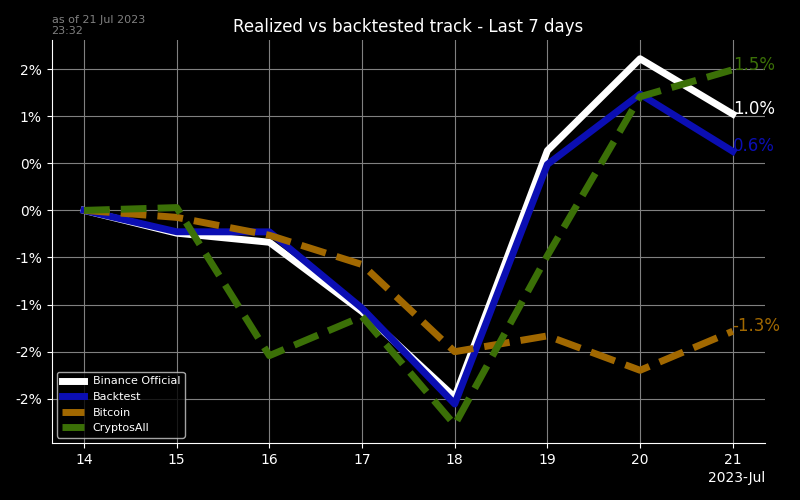 as of 21 Jul 2023
23:32
Realized vs backtested track - Last 7 days
2%
1%
0%
0%
-1%
-1%
-2%
-2%
1.5%
1.0%
0.6%
-1.3%
Binance Official
Backtest
Bitcoin
CryptosAll
14 15 16 17 18 19 20 21
2023-Jul